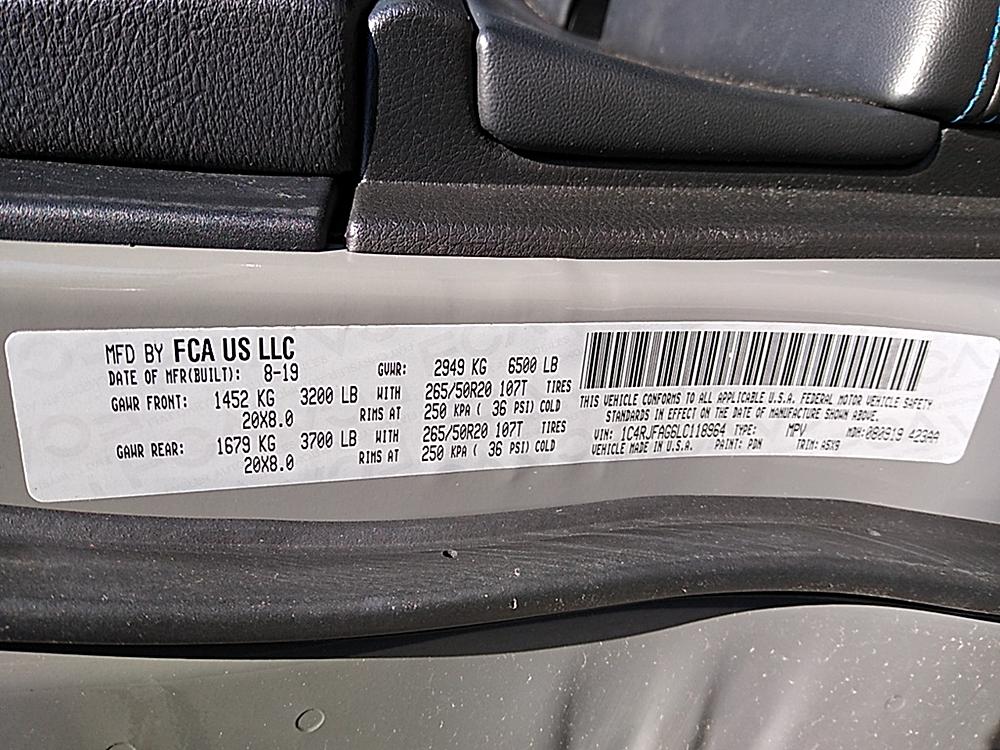 MFD BY FCA US LLC
DATE OF MFR(BUILT): 8-19 GVWR: 2949 KG 6500 LB
GAWR FRONT: 1452 KG 3200 LB WITH 265/50R20 107T TIRES
20X8.0 RIMS AT 250 KPA ( 36 PSI) COLD
GAWR REAR: 1679 KG 3700 LB WITH 265/50R20 107T TIRES
20X8.0 RIMS AT 250 KPA ( 36 PSI) COLD
THIS VEHICLE CONFORMS TO ALL APPLICABLE U.S.A. FEDERAL MOTOR VEHICLE SAFETY
STANDARDS IN EFFECT ON THE DATE OF MANUFACTURE SHOWN ABOVE.
VIN: 1C4RJFAG6LC118964 TYPE: MPV MDH:080819 423AA
VEHICLE MADE IN U.S.A. PAINT: PDN TRIM: A5X9